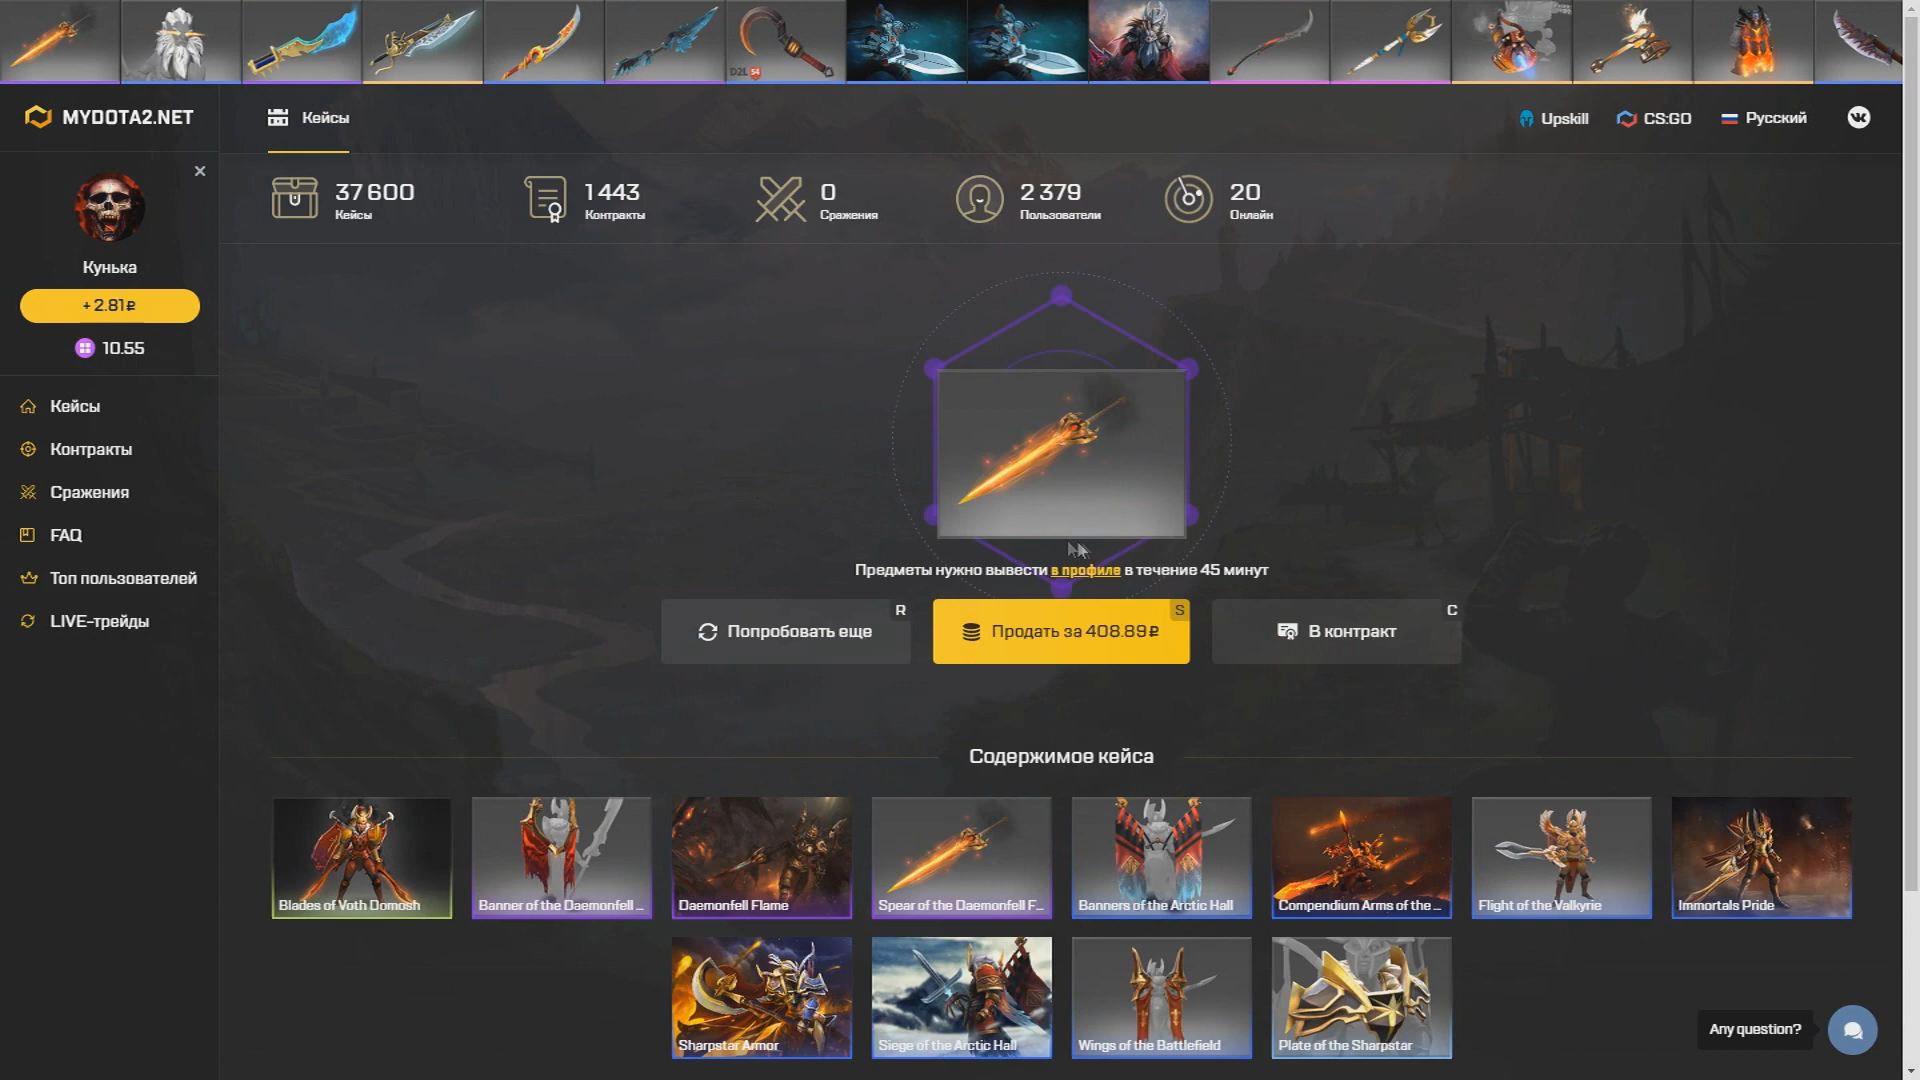 D2L S4
MYDOTA2.NET
Кейсы
Upskill
CS:GO
Русский
37 600
Кейсы
1 443
Контракты
0
Сражения
2 379
Пользователи
20
Онлайн
Кунька
+ 2.81₽
10.55
Кейсы
Контракты
Сражения
FAQ
Топ пользователей
LIVE-трейды
Предметы нужно вывести в профиле в течение 45 минут
Попробовать еще
R
Продать за 408.89₽
S
В контракт
C
Содержимое кейса
Blades of Voth Domosh
Banner of the Daemonfell ...
Daemonfell Flame
Spear of the Daemonfell F...
Banners of the Arctic Hall
Compendium Arms of the ...
Flight of the Valkyrie
Immortals Pride
Sharpstar Armor
Siege of the Arctic Hall
Wings of the Battlefield
Plate of the Sharpstar
Any question?